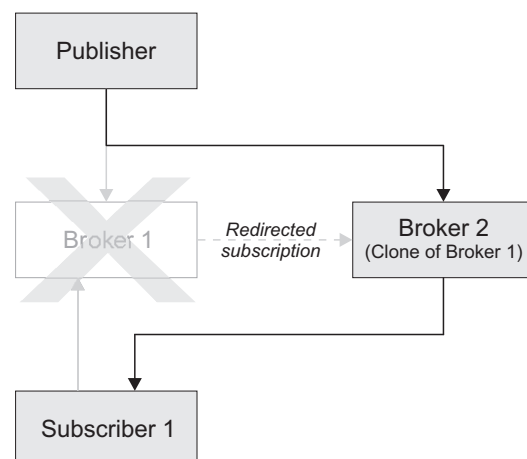 Publisher
Broker 1
Redirected
subscription
Broker 2
(Clone of Broker 1)
Subscriber 1